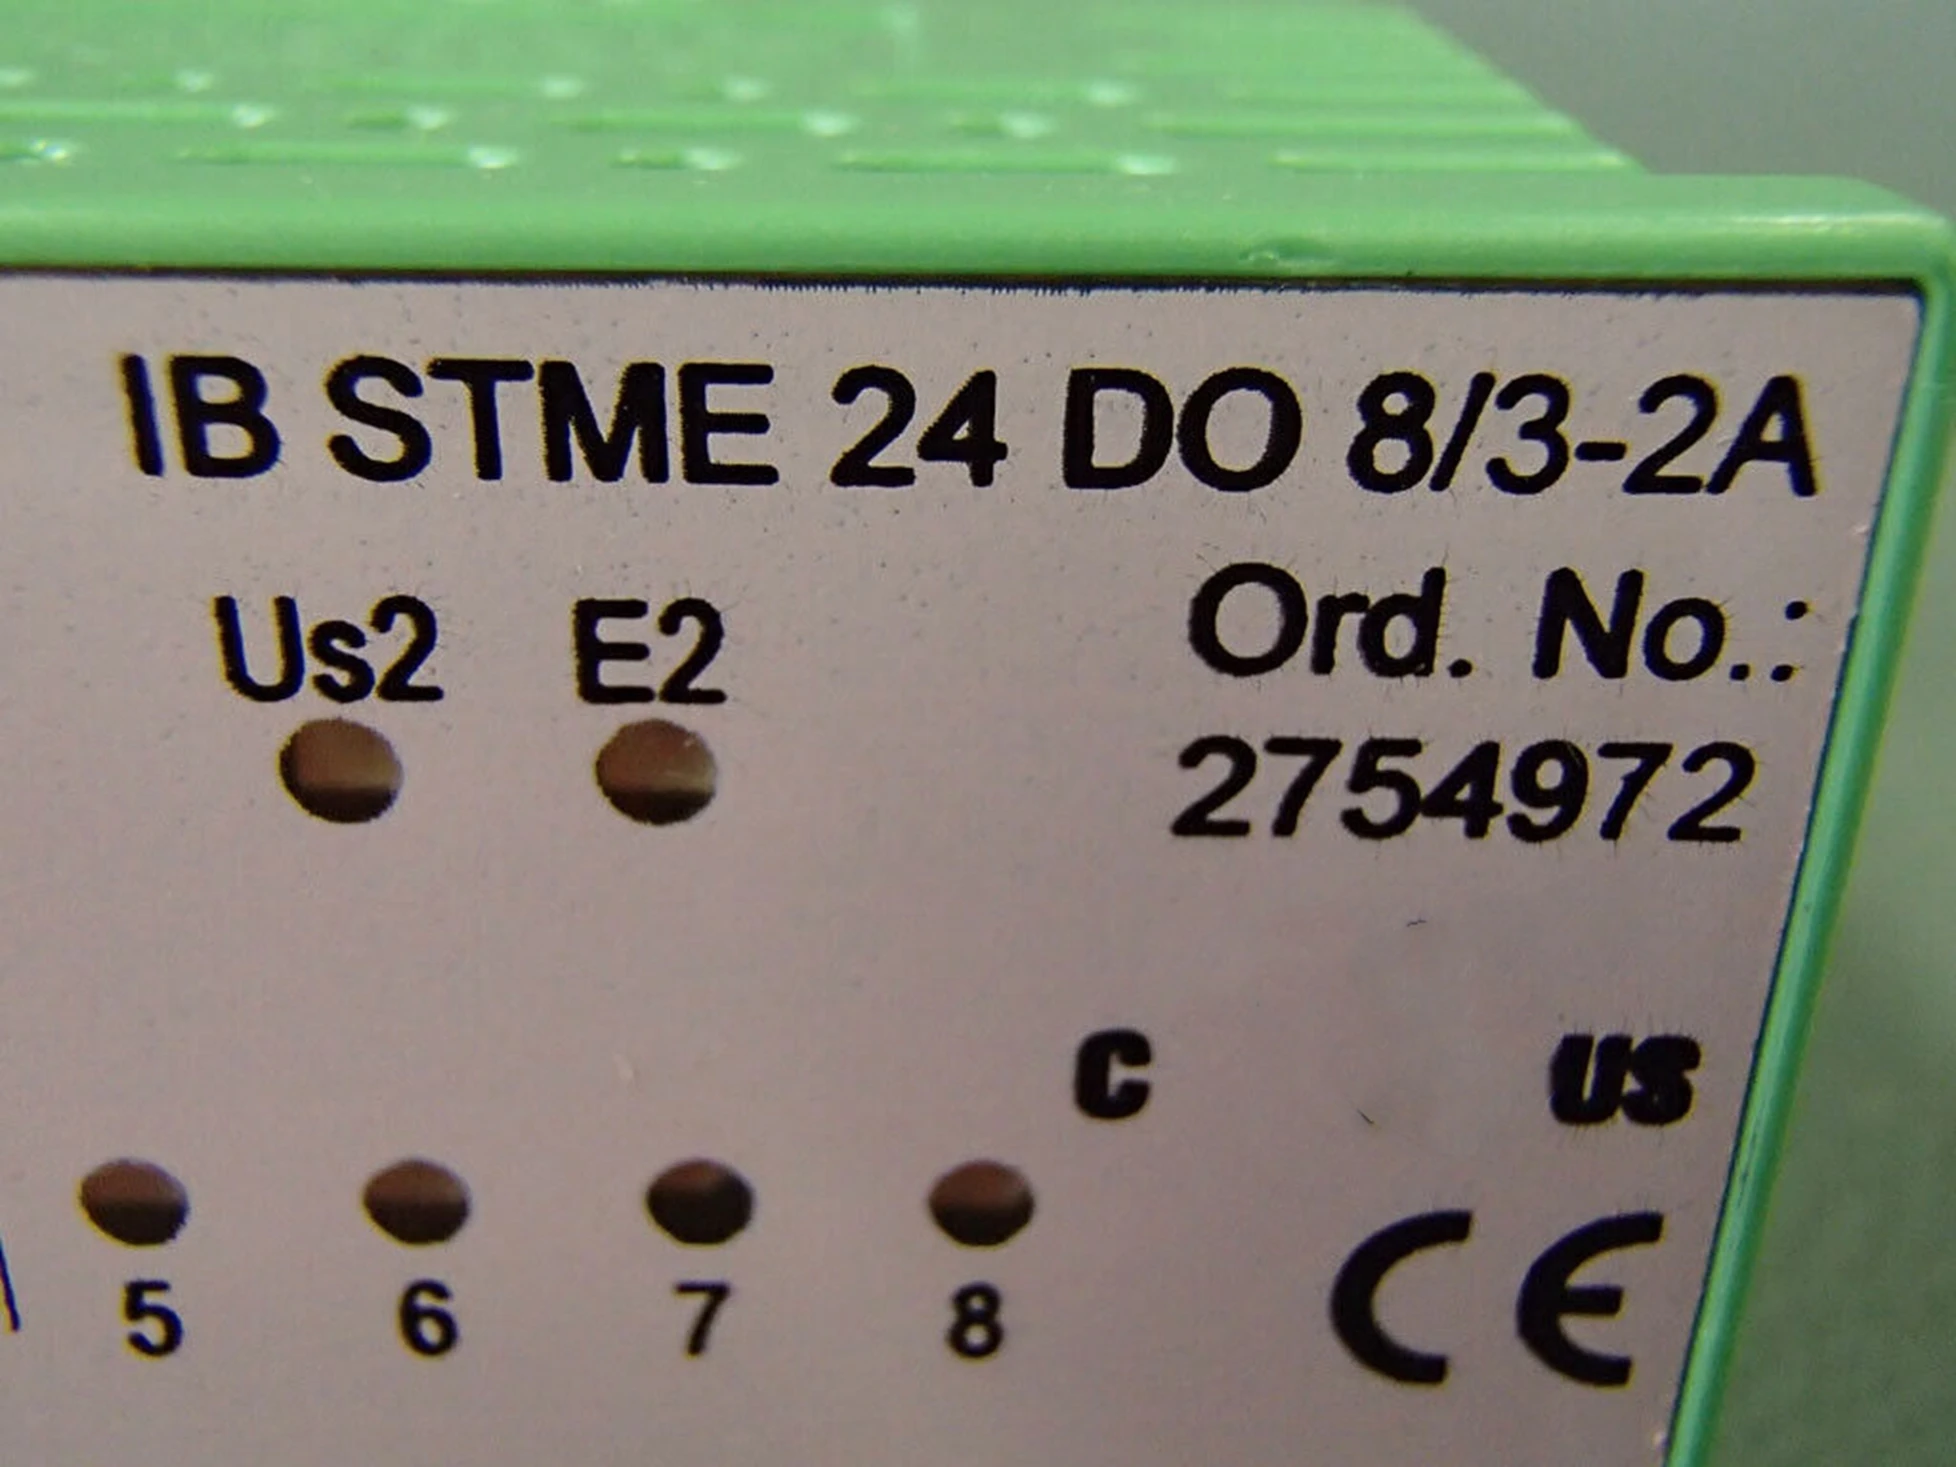 IB STME 24 DO 8/3-2A
Us2 E2 Ord. No.:
2754972
C US
5 6 7 8 CE